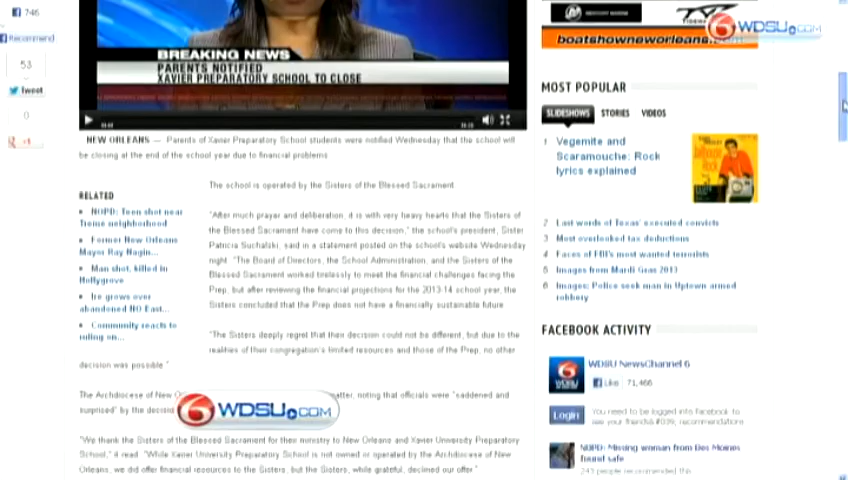 746
Recommend
53
Tweet
0
+1
BREAKING NEWS
PARENTS NOTIFIED
XAVIER PREPARATORY SCHOOL TO CLOSE
NEW ORLEANS — Parents of Xavier Preparatory School students were notified Wednesday that the school will
be closing at the end of the school year due to financial problems
RELATED
NOPD: Teen shot near
Treme neighborhood
Former New Orleans
Mayor Ray Nagin...
Man shot, killed in
Hollygrove
Ire grows over
abandoned NO East...
Community reacts to
ruling on...
The school is operated by the Sisters of the Blessed Sacrament
"After much prayer and deliberation, it is with very heavy hearts that the Sisters of
the Blessed Sacrament have come to this decision," the school's president, Sister
Patricia Suchalski, said in a statement posted on the school's website Wednesday
night "The Board of Directors, the School Administration, and the Sisters of the
Blessed Sacrament worked tirelessly to meet the financial challenges facing the
Prep, but after reviewing the financial projections for the 2013-14 school year, the
Sisters concluded that the Prep does not have a financially sustainable future
"The Sisters deeply regret that their decision could not be different, but due to the
realities of their congregation's limited resources and those of the Prep, no other
decision was possible "
The Archdiocese of New atter, noting that officials were "saddened and
surprised" by the
6 WDSU.COM
"We thank the Sisters of the Blessed Sacrament for their ministry to New Orleans and Xavier University Preparatory
School," it read "While Xavier University Preparatory School is not owned or operated by the Archdiocese of New
Orleans, we did offer financial resources to the Sisters, but the Sisters, while grateful, declined our offer "
boatshownewor
6 WDSU.COM
MOST POPULAR
SLIDESHOWS STORIES VIDEOS
1 Vegemite and
Scaramouche: Rock
lyrics explained
2 Last words of Texas' executed convicts
3 Most overlooked tax deductions
4 Faces of FBI's most wanted terrorists
5 Images from Mardi Gras 2013
6 Images: Police seek man in Uptown armed
robbery
FACEBOOK ACTIVITY
WDSU NewsChannel 6
Like 71,466
Login
You need to be logged into Facebook to
see your friends&#039; recommendations
NOPD: Missing woman from Des Moines
found safe
243 people recommended this